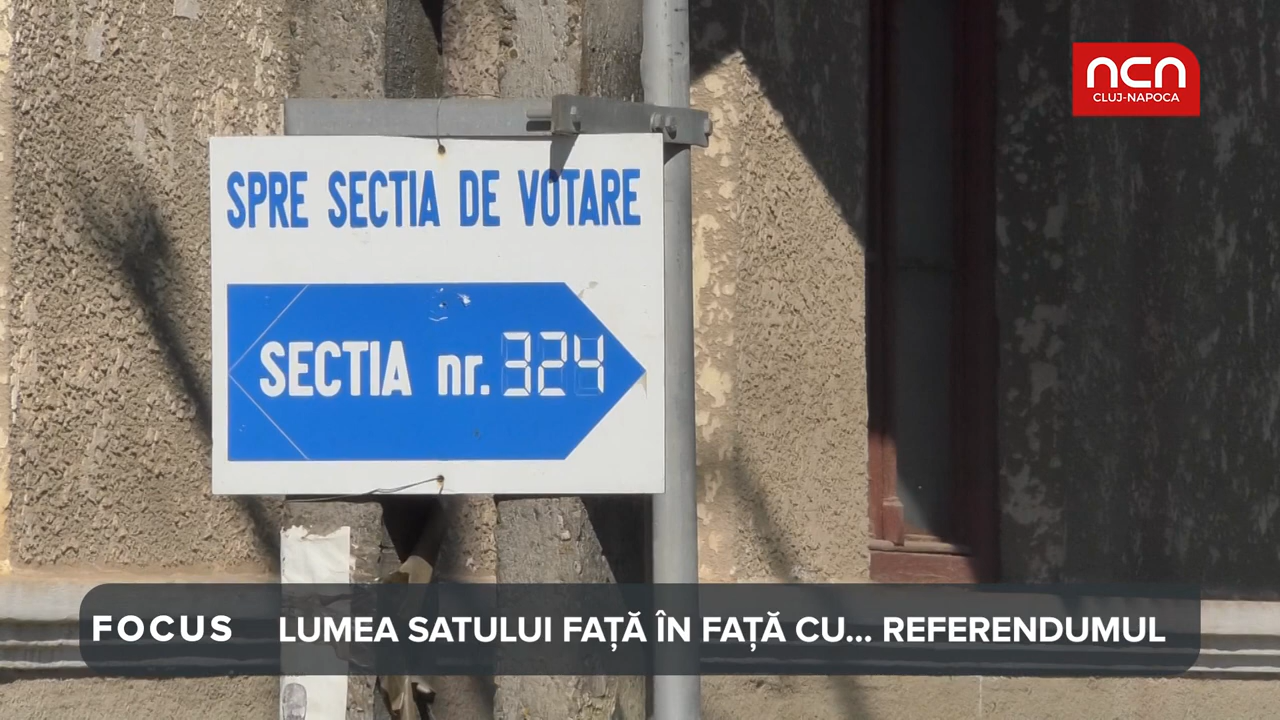 ncn
CLUJ-NAPOCA
SPRE SECTIA DE VOTARE
SECTIA nr. 324
FOCUS LUMEA SATULUI FAȚĂ ÎN FAȚĂ CU... REFERENDUMUL